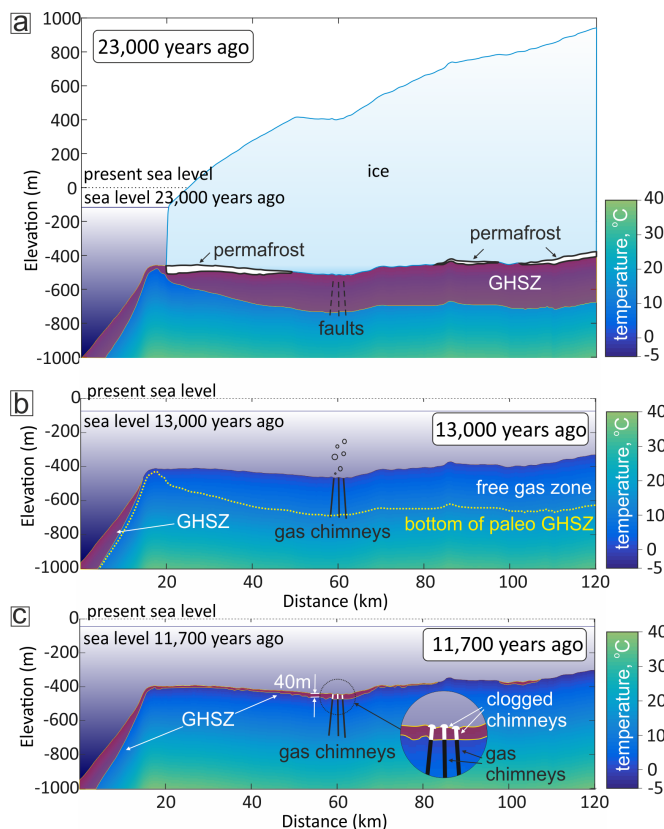 a
23,000 years ago
1000
800
600
400
200
0
-200
-400
-600
-800
-1000
Elevation (m)
present sea level
sea level 23,000 years ago
ice
permafrost
permafrost
GHSZ
faults
20
40
60
80
100
120
temperature, °C
40
30
20
10
0
-5
b
present sea level
sea level 13,000 years ago
13,000 years ago
0
-200
-400
-600
-800
-1000
Elevation (m)
free gas zone
GHSZ
gas chimneys
bottom of paleo GHSZ
20
40
60
80
100
120
Distance (km)
temperature, °C
40
30
20
10
0
-5
c
present sea level
sea level 11,700 years ago
11,700 years ago
0
-200
-400
-600
-800
-1000
Elevation (m)
40m
GHSZ
gas chimneys
clogged
chimneys
gas
chimneys
20
40
60
80
100
120
Distance (km)
temperature, °C
40
30
20
10
0
-5